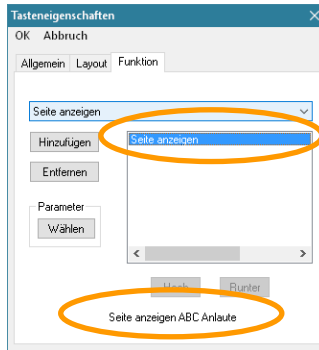 Tasteneigenschaften
OK Abbruch
Allgemein Layout Funktion
Seite anzeigen
Hinzufügen
Seite anzeigen
Entfernen
Parameter
Wählen
Hoch Runter
Seite anzeigen ABC Anlaute